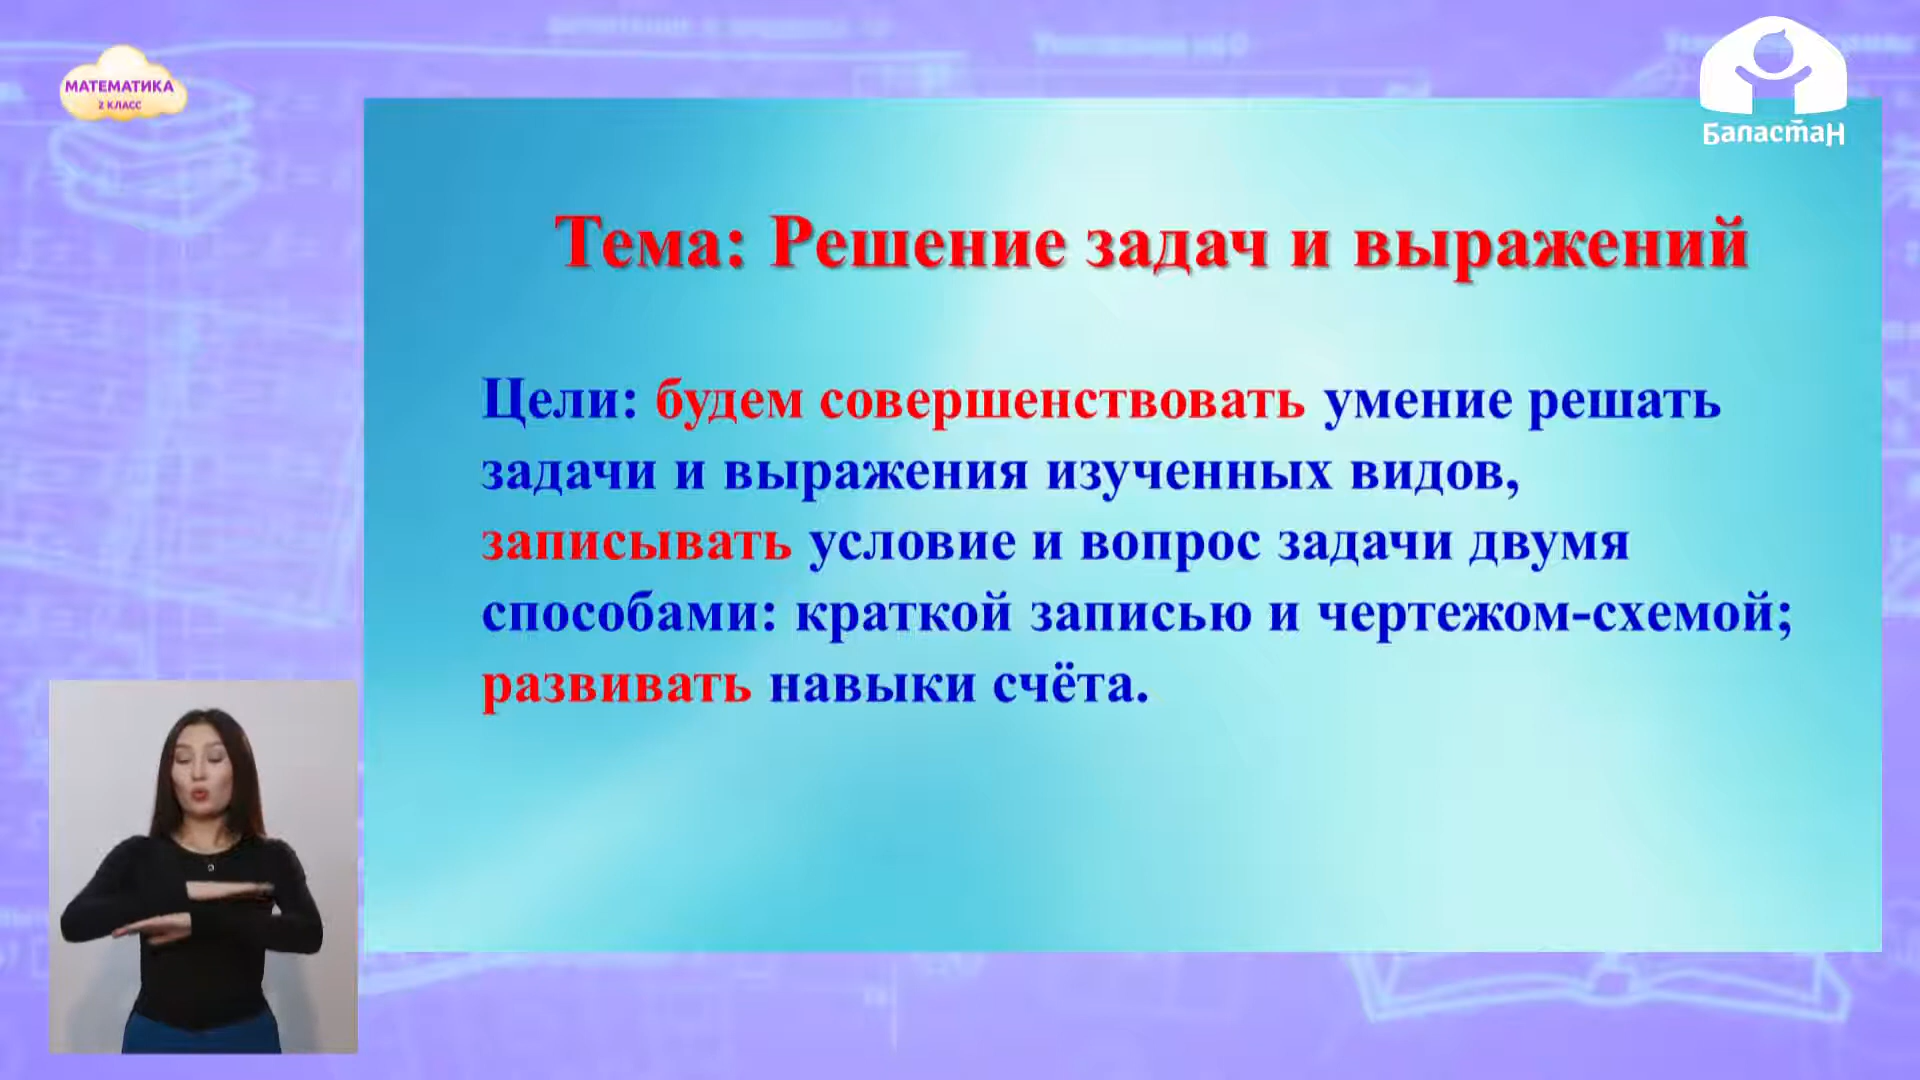 МАТЕМАТИКА
2 КЛАСС
БаластаН
Тема: Решение задач и выражений
Цели: будем совершенствовать умение решать
задачи и выражения изученных видов,
записывать условие и вопрос задачи двумя
способами: краткой записью и чертежом-схемой;
развивать навыки счёта.